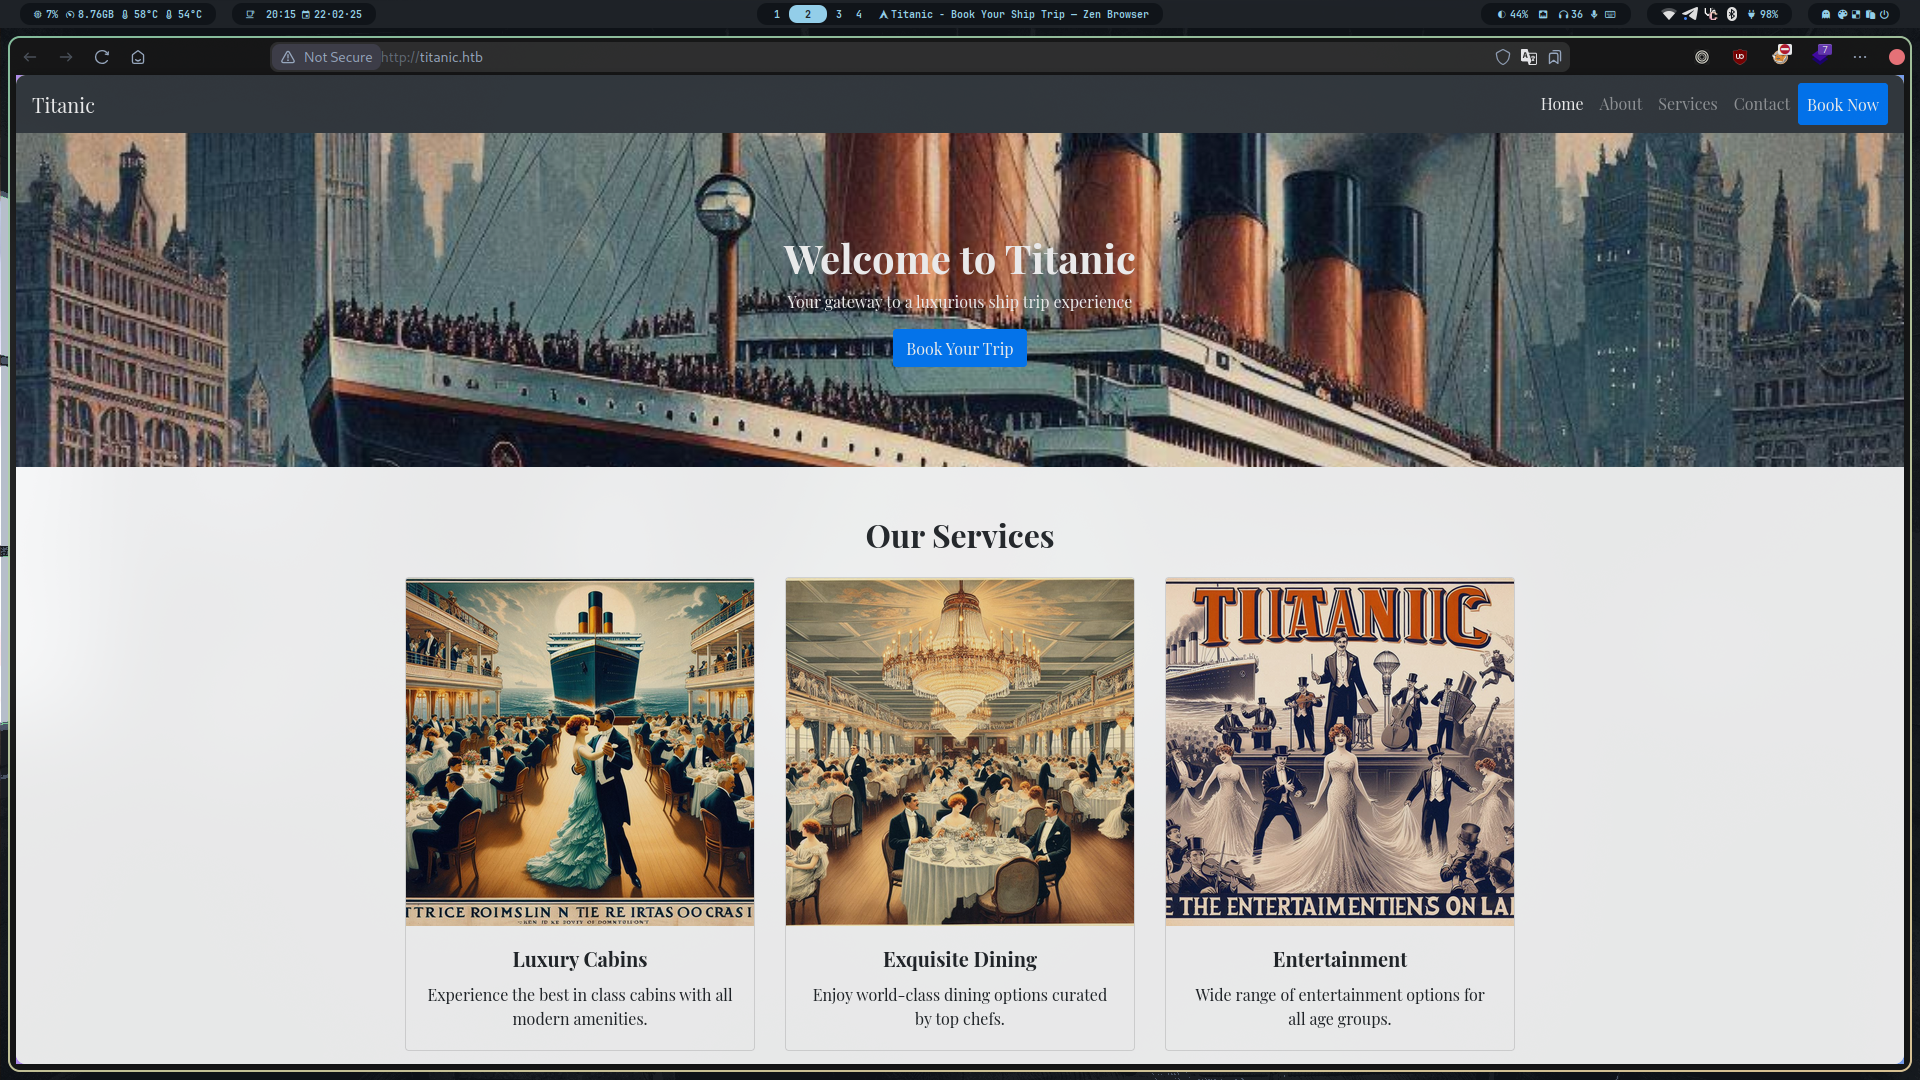 7% 8.76GB 58°C 54°C
20:15 22·02·25
1 2 3 4 Titanic - Book Your Ship Trip — Zen Browser
44% 36
98%
Not Secure http://titanic.htb
7
Titanic
Home About Services Contact Book Now
Welcome to Titanic
Your gateway to a luxurious ship trip experience
Book Your Trip
Our Services
TITAANIIC
TTRICE ROIMSLIN N TIE RE IRTAS OO CRAS I
E THE ENTERTAIMENTIENS ON LAI
Luxury Cabins
Exquisite Dining
Entertainment
Experience the best in class cabins with all
modern amenities.
Enjoy world-class dining options curated
by top chefs.
Wide range of entertainment options for
all age groups.